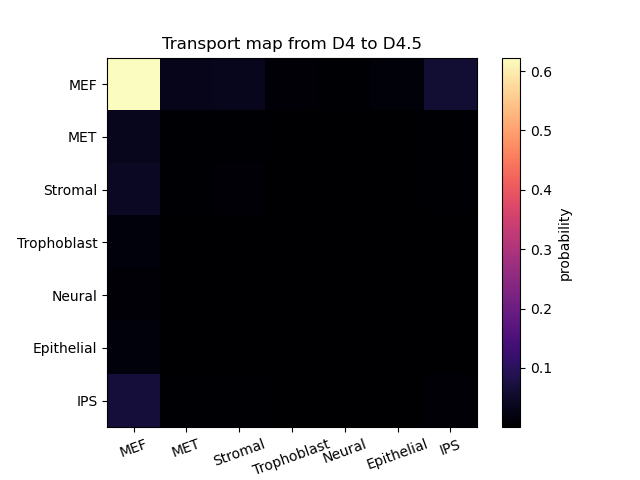 Transport map from D4 to D4.5
MEF
MET
Stromal
Trophoblast
Neural
Epithelial
IPS
MEF
MET
Stromal
Trophoblast
Neural
Epithelial
IPS
0.6
0.5
0.4
0.3
0.2
0.1
probability